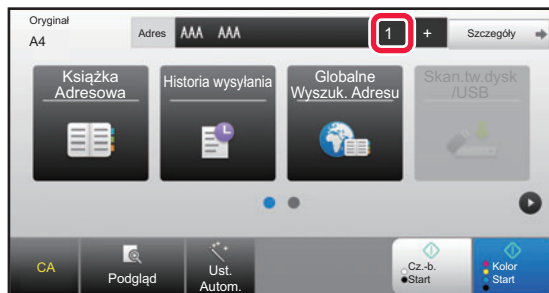 Oryginał
A4
Adres AAA AAA 1 + Szczegóły
Książka
Adresowa
Historia wysyłania
Globalne
Wyszuk. Adresu
Skan.tw.dysk
/USB
CA
Podgląd
Ust.
Autom.
Cz.-b.
Start
Kolor
Start